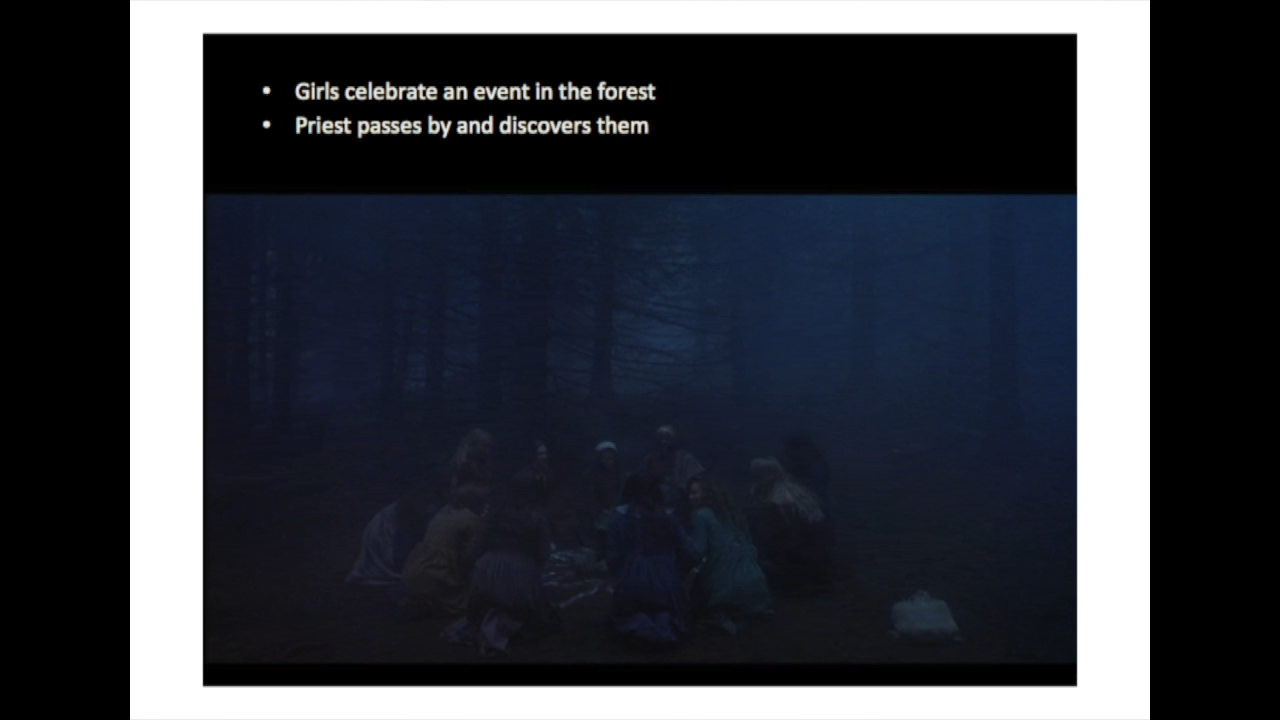 • Girls celebrate an event in the forest
• Priest passes by and discovers them